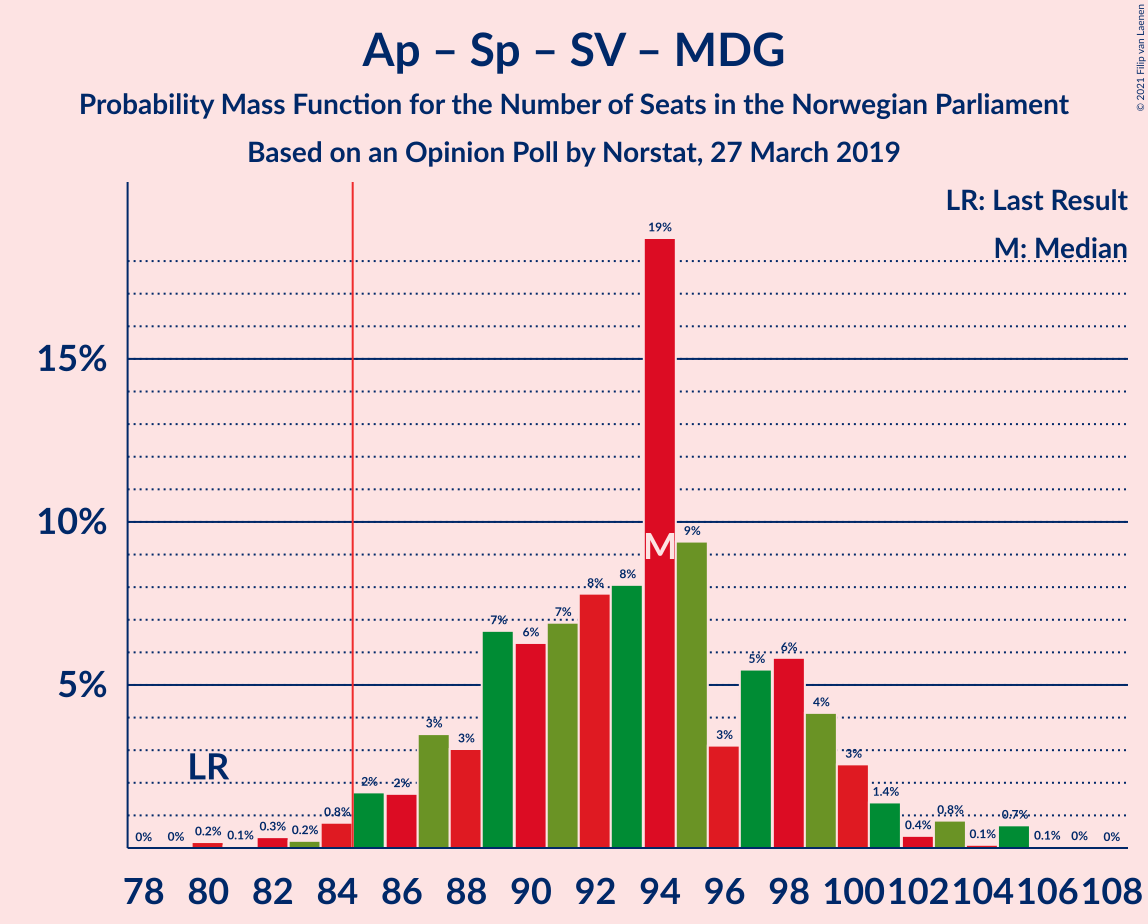 Ap – Sp – SV – MDG
Probability Mass Function for the Number of Seats in the Norwegian Parliament
Based on an Opinion Poll by Norstat, 27 March 2019
© 2021 Filip van Laenen
LR: Last Result
M: Median
15%
10%
5%
LR
M
0% 0% 0.2% 0.1% 0.3% 0.2% 0.8% 2% 2% 3% 3% 7% 6% 7% 8% 8% 19% 9% 3% 5% 6% 4% 3% 1.4% 0.4% 0.8% 0.1% 0.7% 0.1% 0% 0%
78 80 82 84 86 88 90 92 94 96 98 100 102 104 106 108